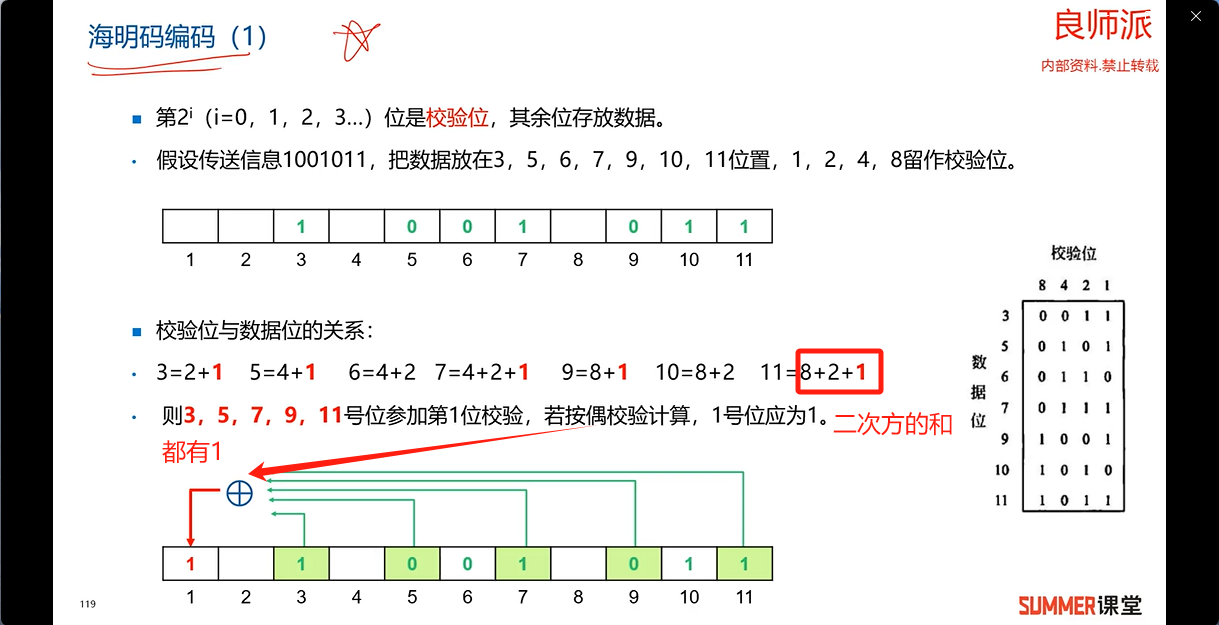 海明码编码（1）
良师派
内部资料.禁止转载
第2ⁱ（i=0，1，2，3…）位是校验位，其余位存放数据。
假设传送信息1001011，把数据放在3，5，6，7，9，10，11位置，1，2，4，8留作校验位。
1 0 0 1 0 1 1
1 2 3 4 5 6 7 8 9 10 11
校验位与数据位的关系：
3=2+1 5=4+1 6=4+2 7=4+2+1 9=8+1 10=8+2 11=8+2+1
则3，5，7，9，11号位参加第1位校验，若按偶校验计算，1号位应为1。
二次方的和
都有1
1 1 0 0 1 0 1 1
1 2 3 4 5 6 7 8 9 10 11
校验位
8 4 2 1
数据位
3 0 0 1 1
5 0 1 0 1
6 0 1 1 0
7 0 1 1 1
9 1 0 0 1
10 1 0 1 0
11 1 0 1 1
119
SUMMER课堂